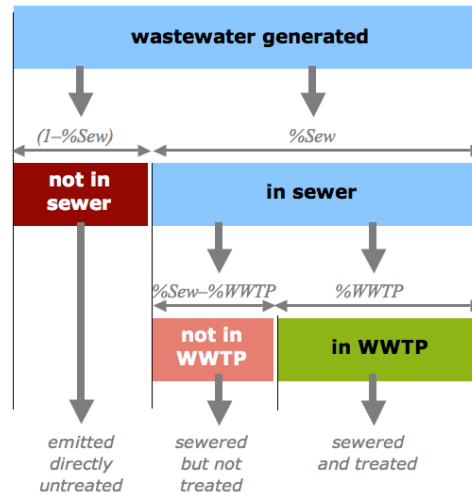 wastewater generated
(1–%Sew)
%Sew
not in
sewer
in sewer
%Sew–%WWTP
%WWTP
not in
WWTP
in WWTP
emitted
directly
untreated
sewered
but not
treated
sewered
and treated